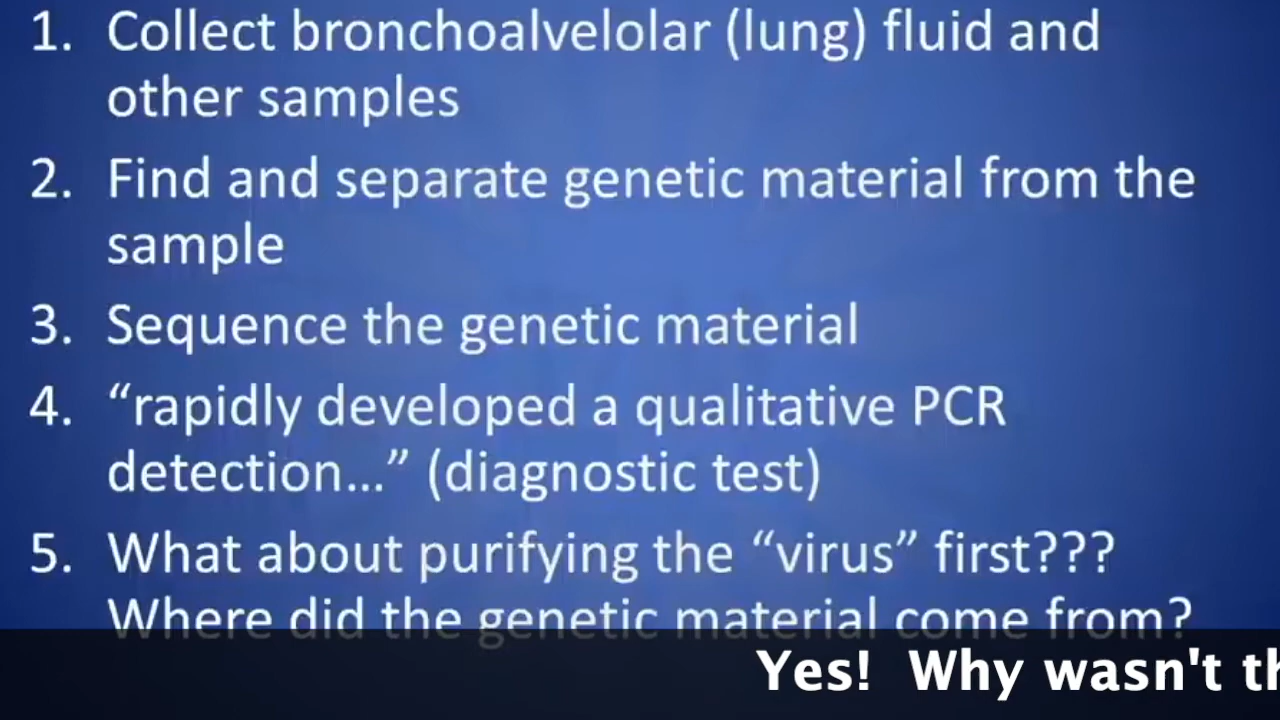 1. Collect bronchoalvelolar (lung) fluid and
other samples
2. Find and separate genetic material from the
sample
3. Sequence the genetic material
4. “rapidly developed a qualitative PCR
detection...” (diagnostic test)
5. What about purifying the “virus” first???
Where did the genetic material come from?
Yes! Why wasn't th